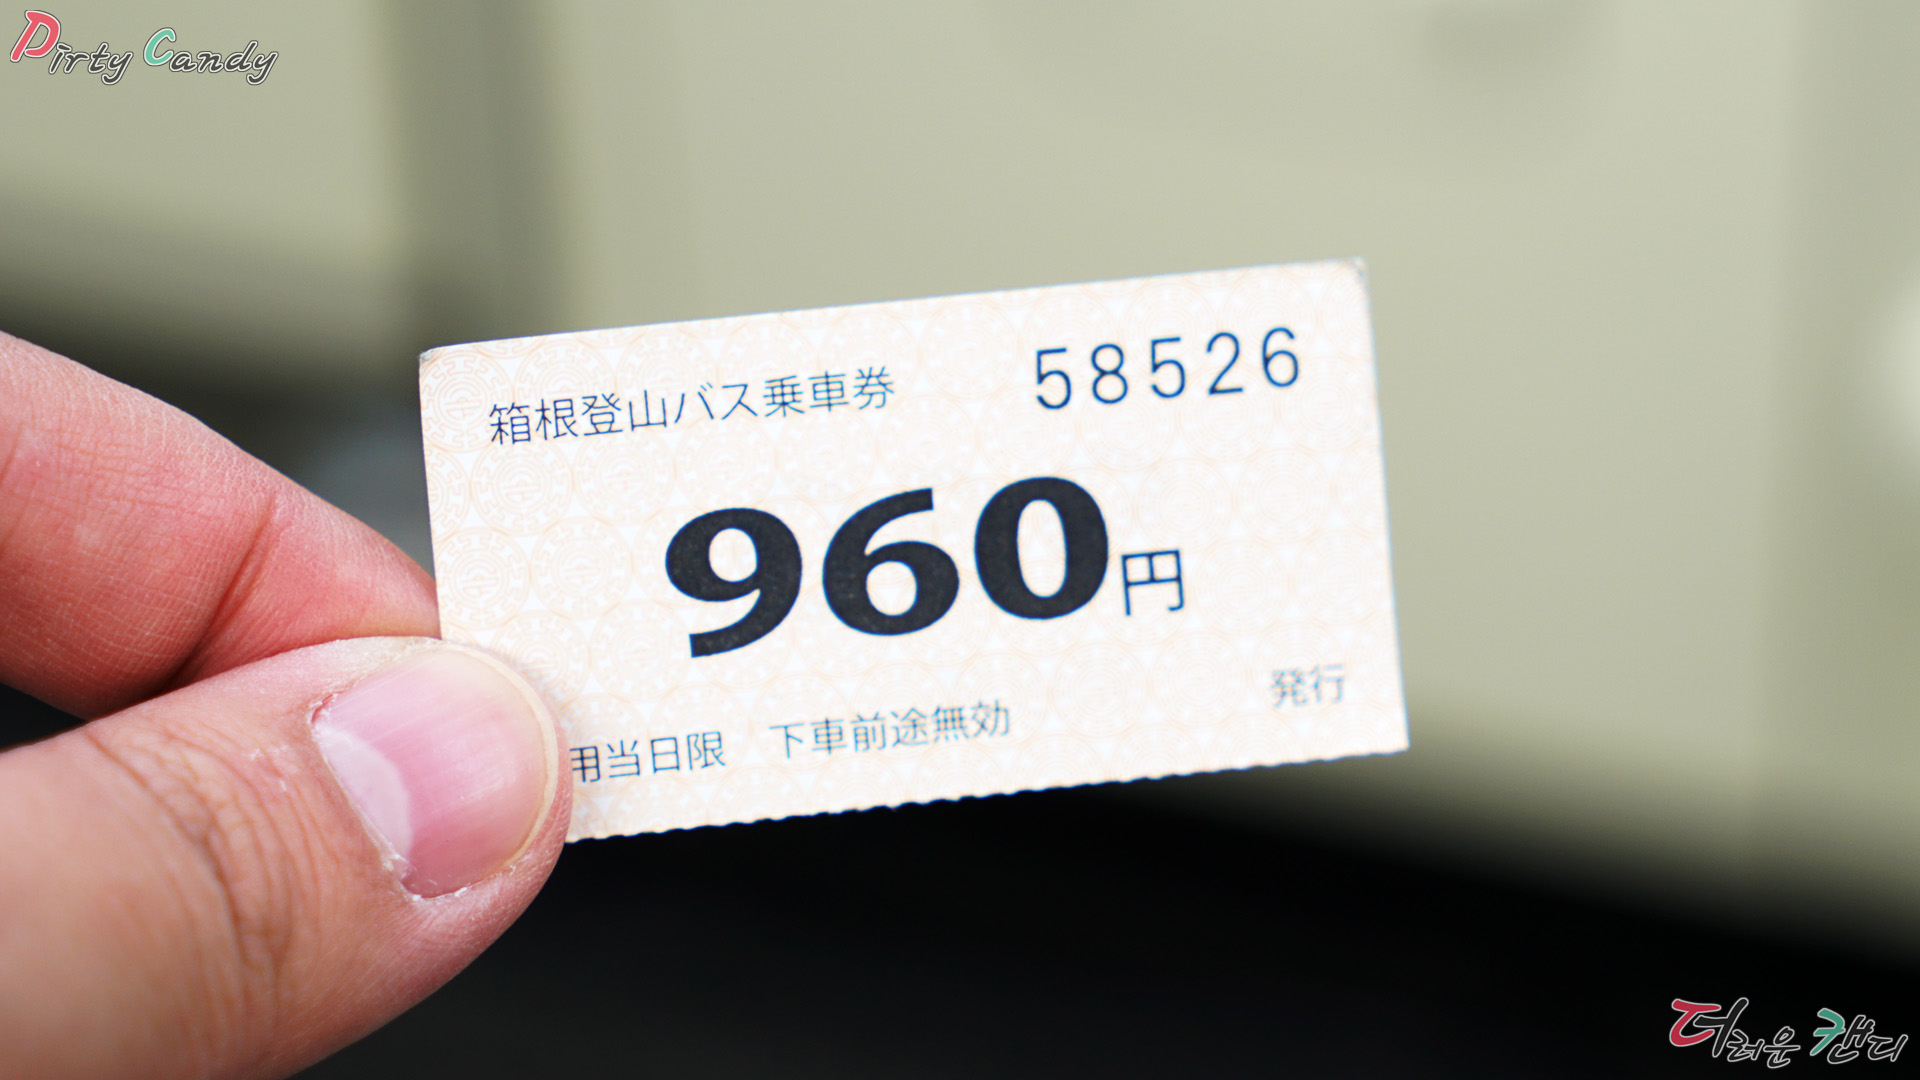 Dirty Candy
箱根登山バス乗車券 58526
960円
発行
用当日限 下車前途無効
더러운 캔디